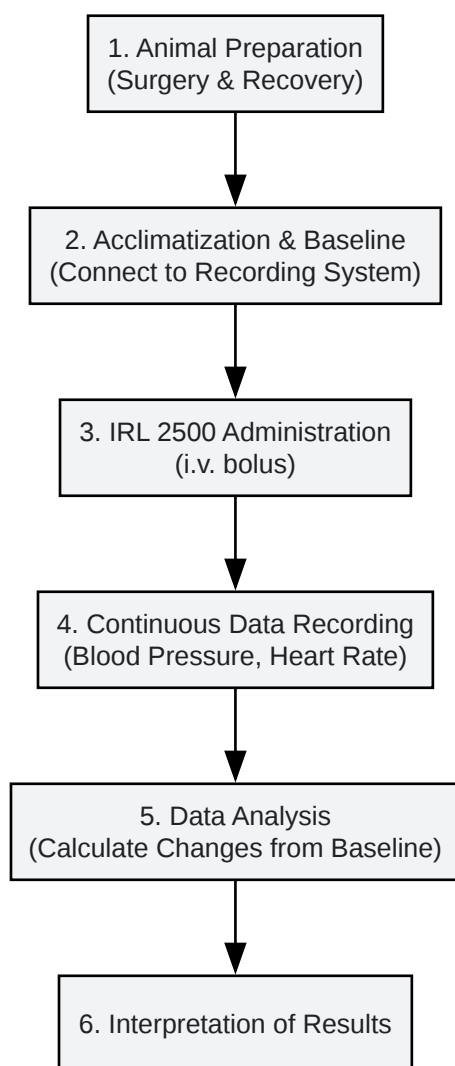 1. Animal Preparation
(Surgery & Recovery)
2. Acclimatization & Baseline
(Connect to Recording System)
3. IRL 2500 Administration
(i.v. bolus)
4. Continuous Data Recording
(Blood Pressure, Heart Rate)
5. Data Analysis
(Calculate Changes from Baseline)
6. Interpretation of Results